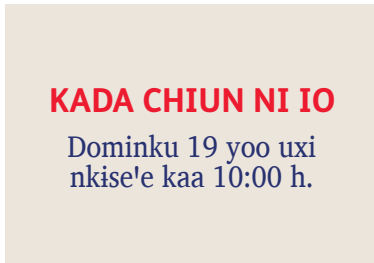 KADA CHIUN NI IO
Dominku 19 yoo uxi
nkɨse'e kaa 10:00 h.